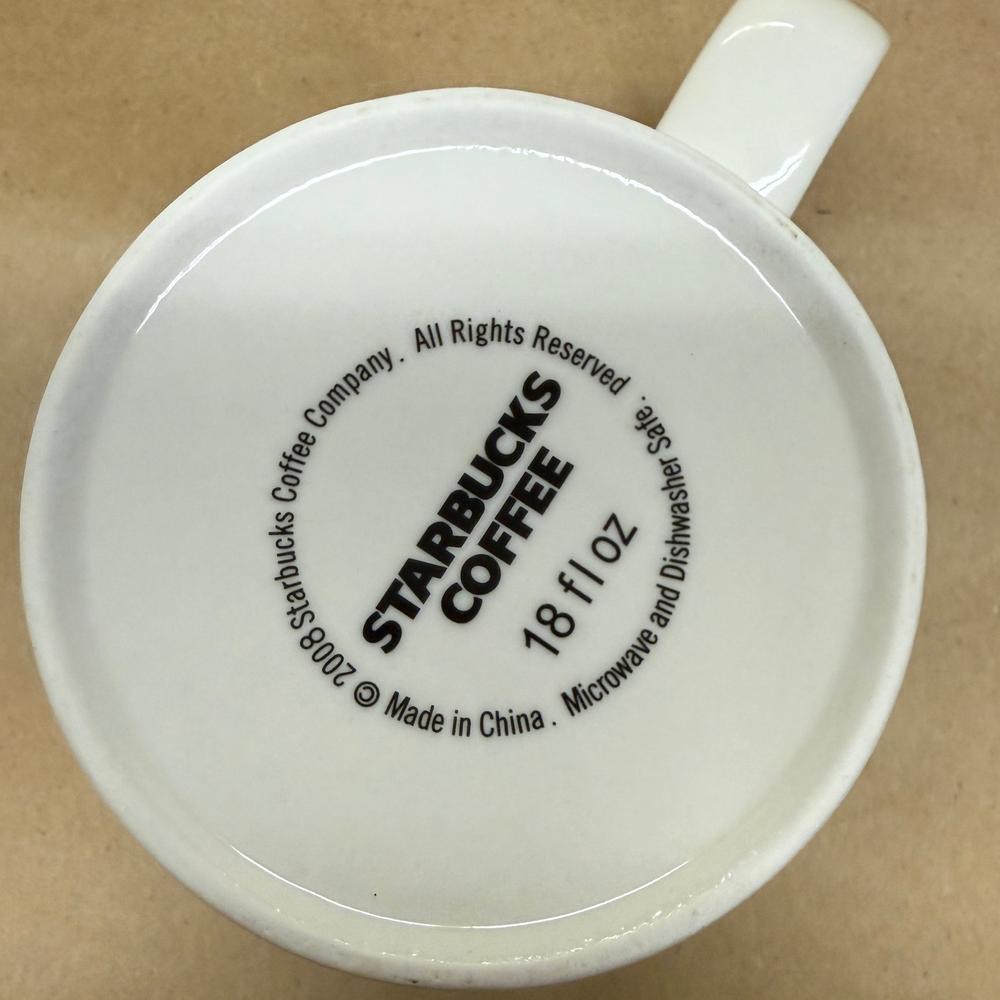 STARBUCKS
COFFEE
18 fl oz
© 2008 Starbucks Coffee Company. All Rights Reserved.
Made in China. Microwave and Dishwasher Safe.